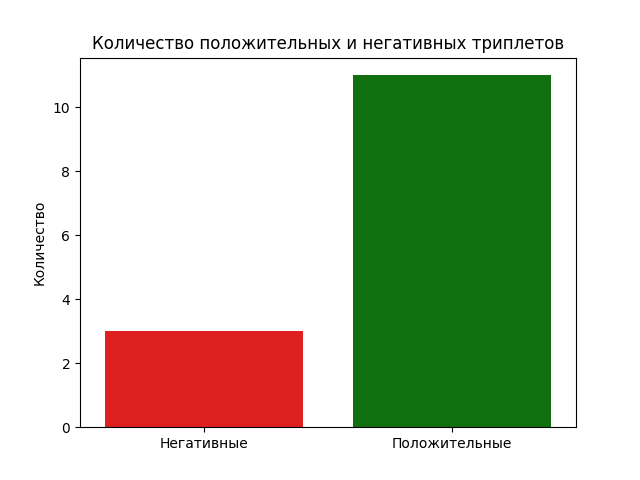 Количество положительных и негативных триплетов
Количество
10
8
6
4
2
0
Негативные
Положительные